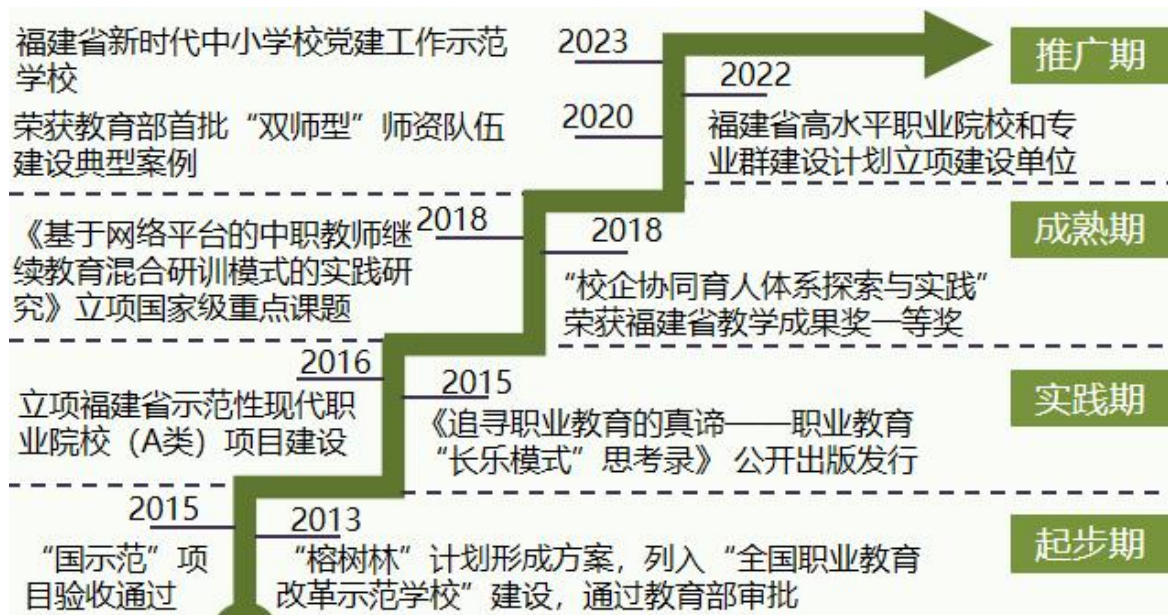 福建省新时代中小学校党建工作示范
学校
2023
推广期
2022
荣获教育部首批“双师型”师资队伍
建设典型案例
2020
福建省高水平职业院校和专
业群建设计划立项建设单位
《基于网络平台的中职教师继
续教育混合研训模式的实践研
究》立项国家级重点课题
2018
成熟期
2018
“校企协同育人体系探索与实践”
荣获福建省教学成果奖一等奖
2016
立项福建省示范性现代职
业院校（A类）项目建设
2015
实践期
《追寻职业教育的真谛——职业教育
“长乐模式”思考录》 公开出版发行
2015
“国示范”项
目验收通过
2013
起步期
“榕树林”计划形成方案，列入“全国职业教育
改革示范学校”建设，通过教育部审批